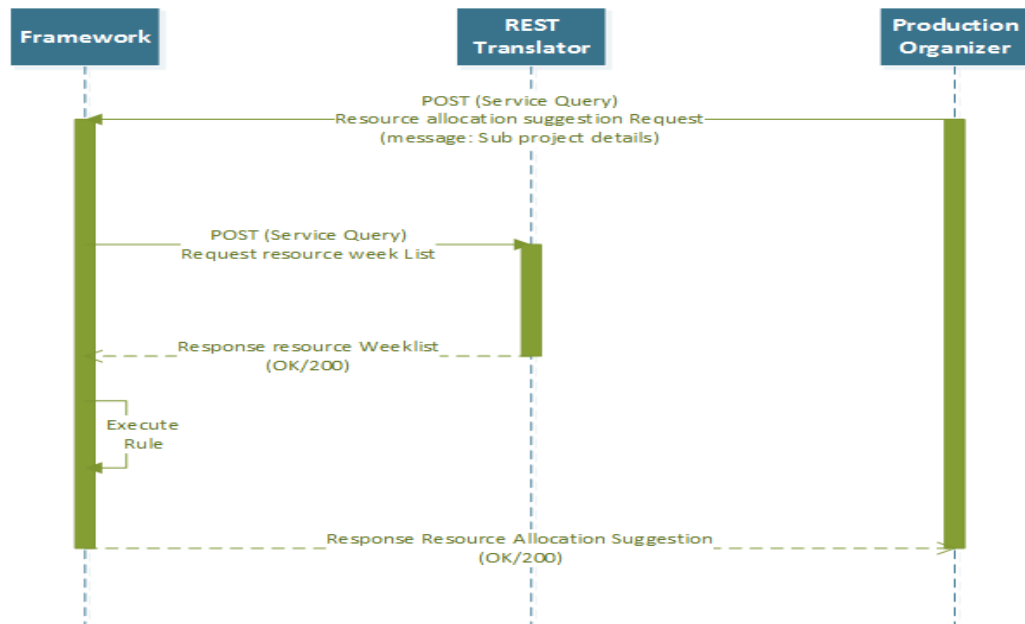 Framework
REST
Translator
Production
Organizer
POST (Service Query)
Resource allocation suggestion Request
(message: Sub project details)
POST (Service Query)
Request resource week List
Response resource Weeklist
(OK/200)
Execute
Rule
Response Resource Allocation Suggestion
(OK/200)